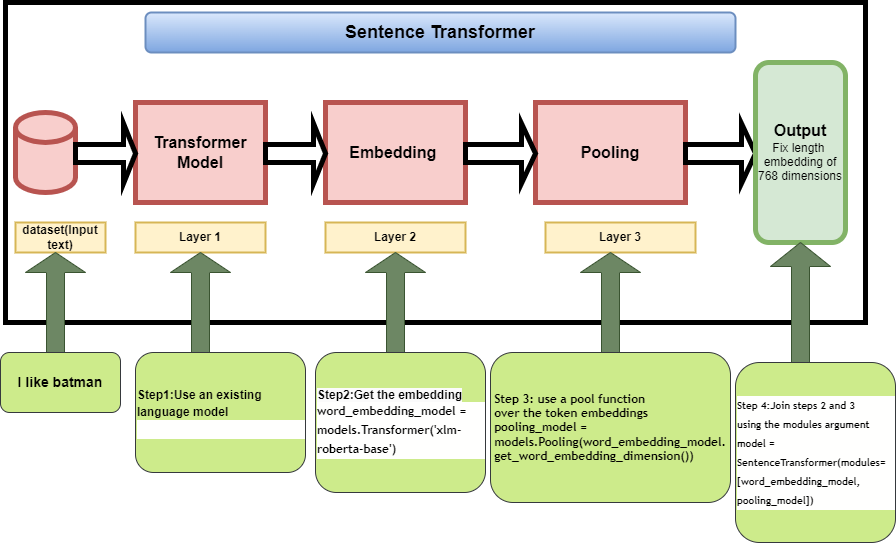 Sentence Transformer
Transformer
Model
Embedding
Pooling
Output
Fix length
embedding of
768 dimensions
dataset(Input
text)
Layer 1
Layer 2
Layer 3
I like batman
Step1:Use an existing
language model
Step2:Get the embedding
word_embedding_model =
models.Transformer('xlm-
roberta-base')
Step 3: use a pool function
over the token embeddings
pooling_model =
models.Pooling(word_embedding_model.
get_word_embedding_dimension())
Step 4:Join steps 2 and 3
using the modules argument
model =
SentenceTransformer(modules=
[word_embedding_model,
pooling_model])